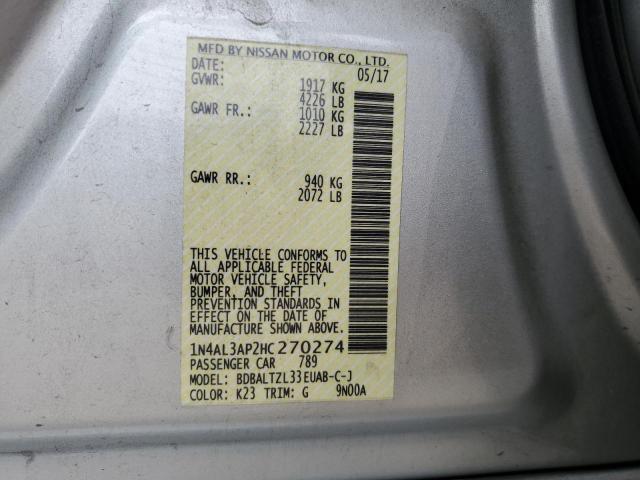 MFD BY NISSAN MOTOR CO., LTD.
DATE: 05/17
GVWR: 1917 KG
4226 LB
GAWR FR.: 1010 KG
2227 LB
GAWR RR.: 940 KG
2072 LB
THIS VEHICLE CONFORMS TO
ALL APPLICABLE FEDERAL
MOTOR VEHICLE SAFETY,
BUMPER, AND THEFT
PREVENTION STANDARDS IN
EFFECT ON THE DATE OF
MANUFACTURE SHOWN ABOVE.
1N4AL3AP2HC270274
PASSENGER CAR 789
MODEL: BDBALTZL33EUAB-C-J
COLOR: K23 TRIM: G 9N00A